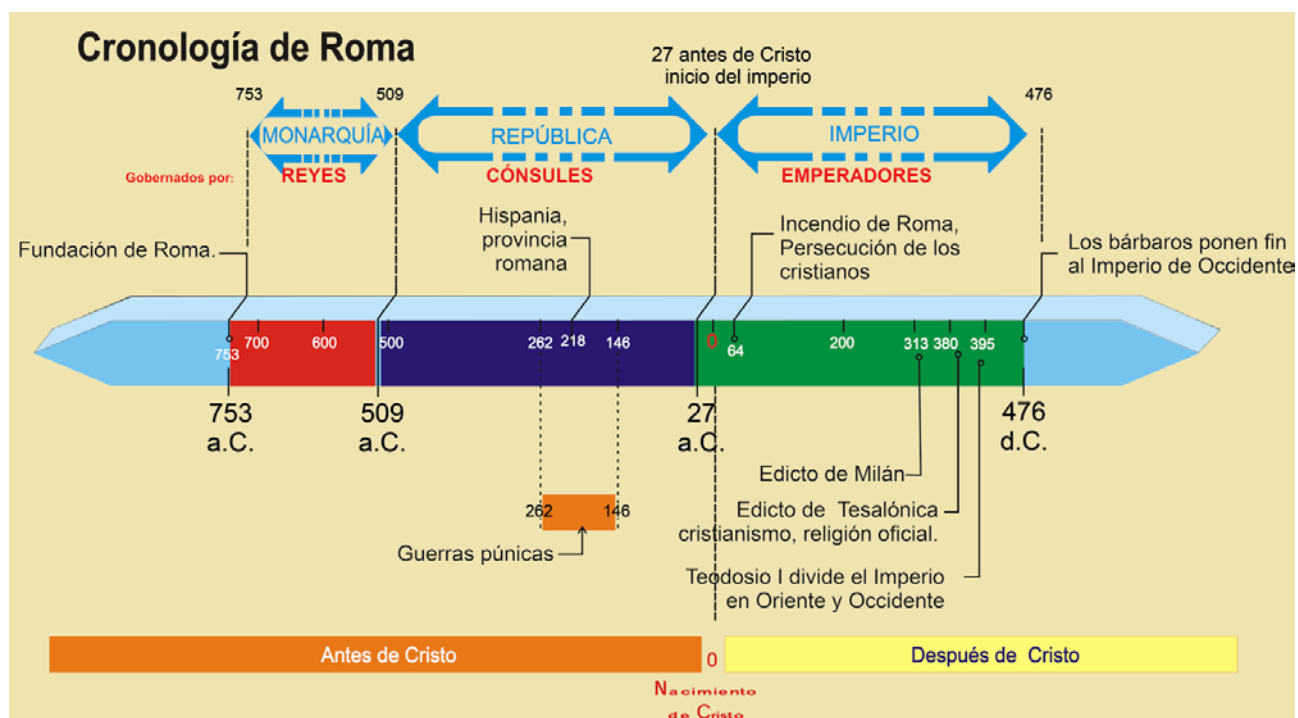 Cronología de Roma
27 antes de Cristo
inicio del imperio
753
509
476
MONARQUÍA
REPÚBLICA
IMPERIO
Gobernados por:
REYES
CÓNSULES
EMPERADORES
Fundación de Roma.
Hispania,
provincia
romana
Incendio de Roma,
Persecución de los
cristianos
Los bárbaros ponen fin
al Imperio de Occidente
753
700
600
500
262
218
146
0
64
200
313
380
395
753
a.C.
509
a.C.
27
a.C.
476
d.C.
Edicto de Milán
262
146
Guerras púnicas
Edicto de Tesalónica
cristianismo, religión oficial.
Teodosio I divide el Imperio
en Oriente y Occidente
Antes de Cristo
0
Después de Cristo
Nacimiento
de Cristo